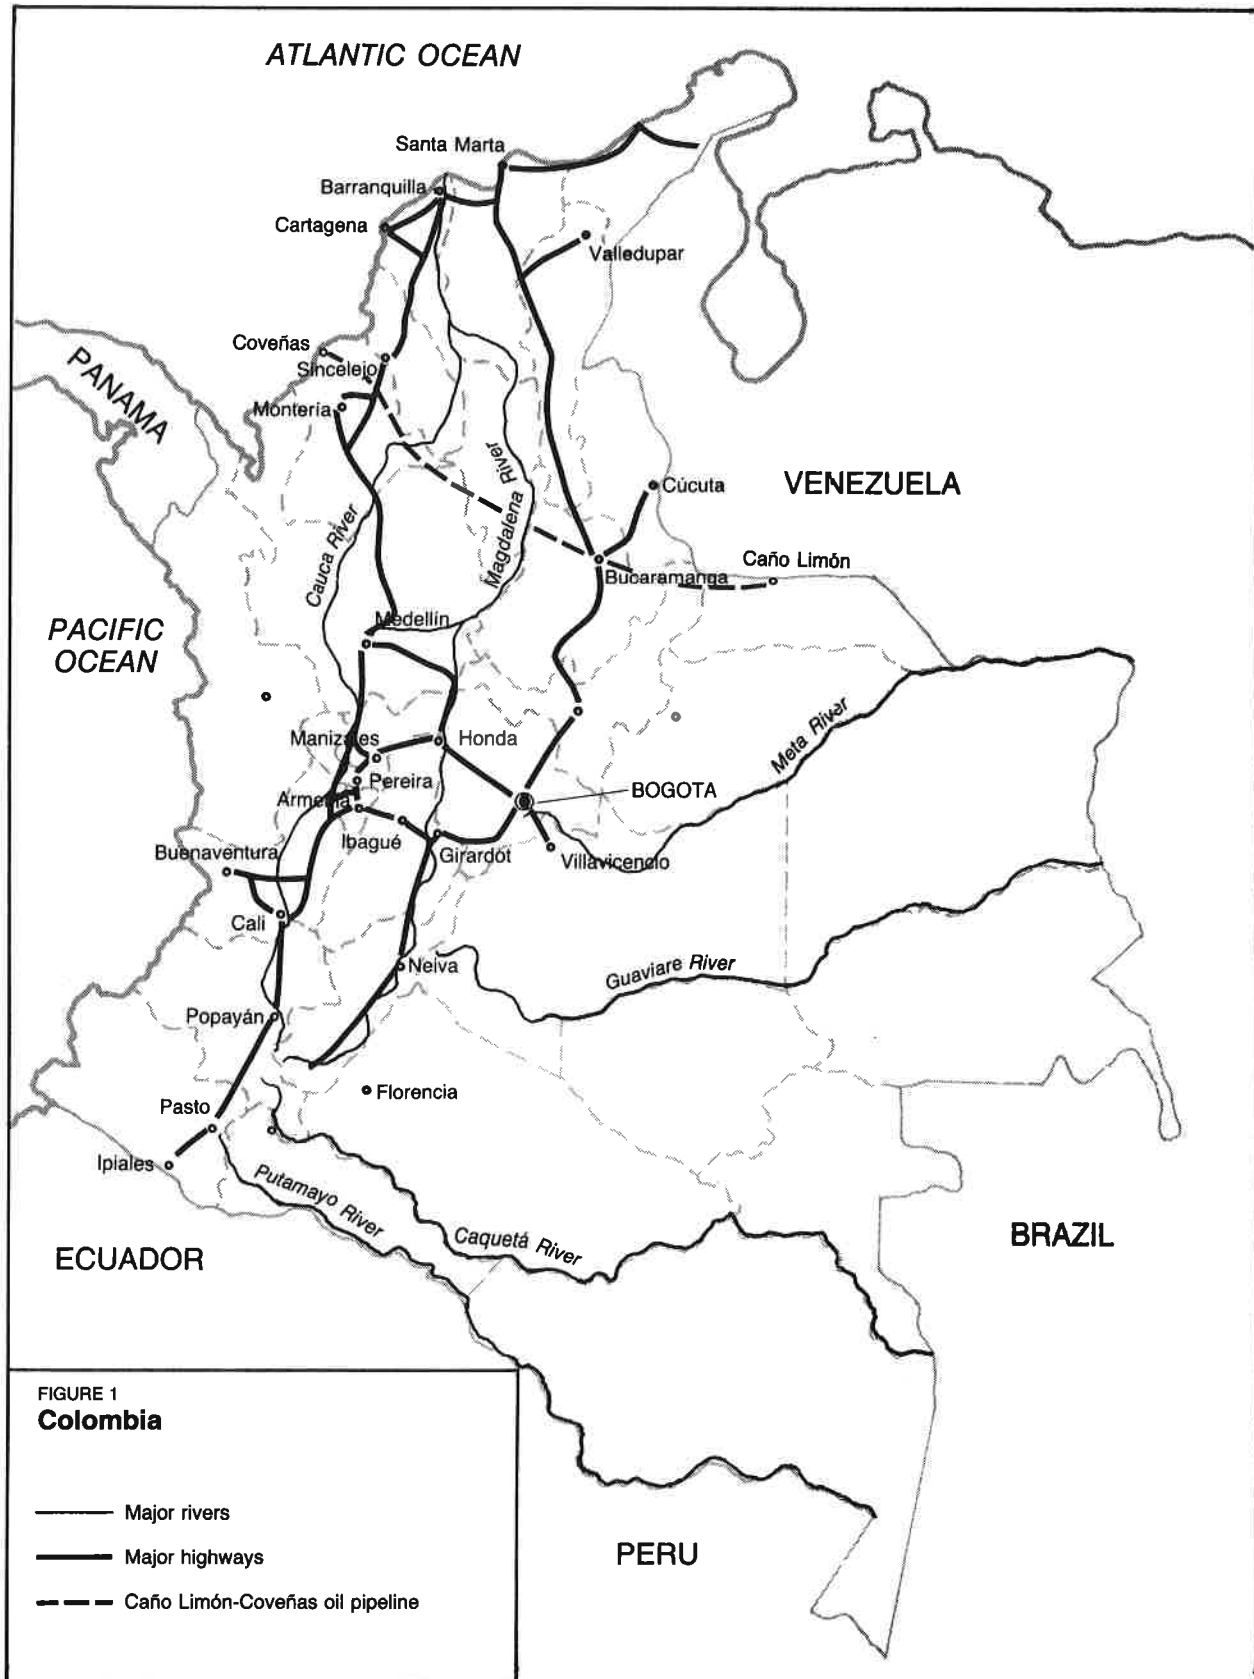 ATLANTIC OCEAN
Santa Marta
Barranquilla
Cartagena
Valledupar
Coveñas
Sincelejo
PANAMA
Montería
Magdalena River
Cúcuta
VENEZUELA
Cauca River
Caño Limón
Bucaramanga
Medellín
PACIFIC
OCEAN
Meta River
Manizales
Honda
Pereira
BOGOTA
Armenia
Ibagué
Girardot
Buenaventura
Villavicencio
Cali
Neiva
Guaviare River
Popayán
Florencia
Pasto
Ipiales
Putamayo River
Caquetá River
BRAZIL
ECUADOR
FIGURE 1
Colombia
Major rivers
Major highways
Caño Limón-Coveñas oil pipeline
PERU